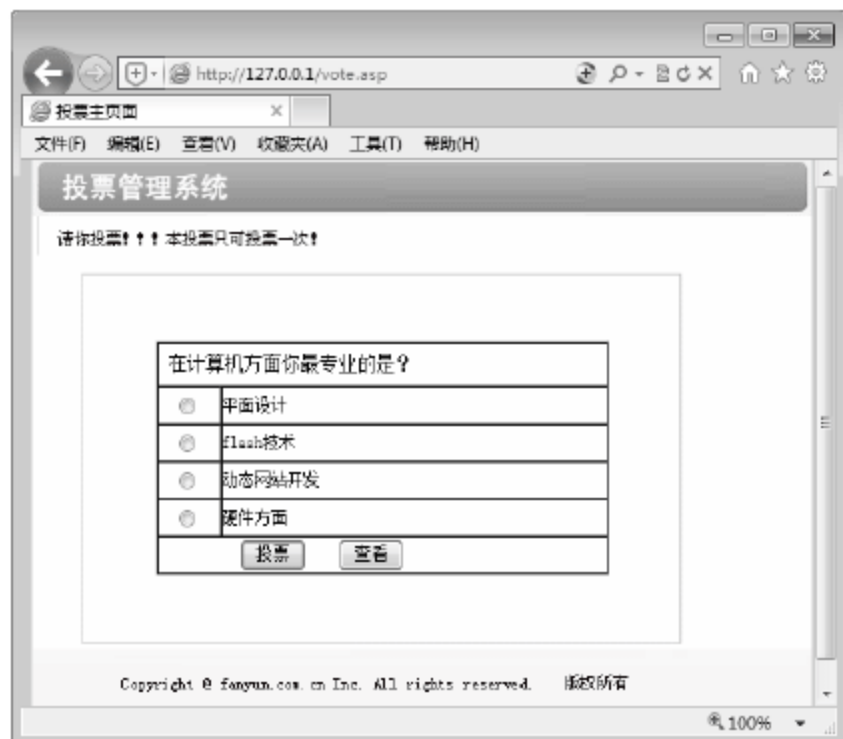 http://127.0.0.1/vote.asp
投票主页面
文件(F) 编辑(E) 查看(V) 收藏夹(A) 工具(T) 帮助(H)
投票管理系统
请你投票!!!本投票只可投票一次!
在计算机方面你最专业的是?
平面设计
flash技术
动态网站开发
硬件方面
投票 查看
Copyright @ fanyun.com.cn Inc. All rights reserved. 版权所有
100%